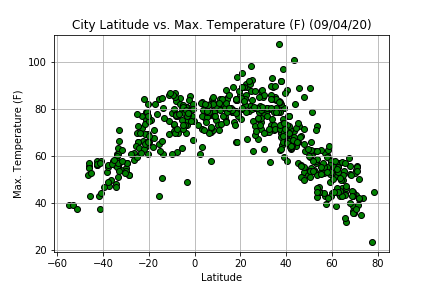 City Latitude vs. Max. Temperature (F) (09/04/20)
100
80
60
40
20
Max. Temperature (F)
−60 −40 −20 0 20 40 60 80
Latitude